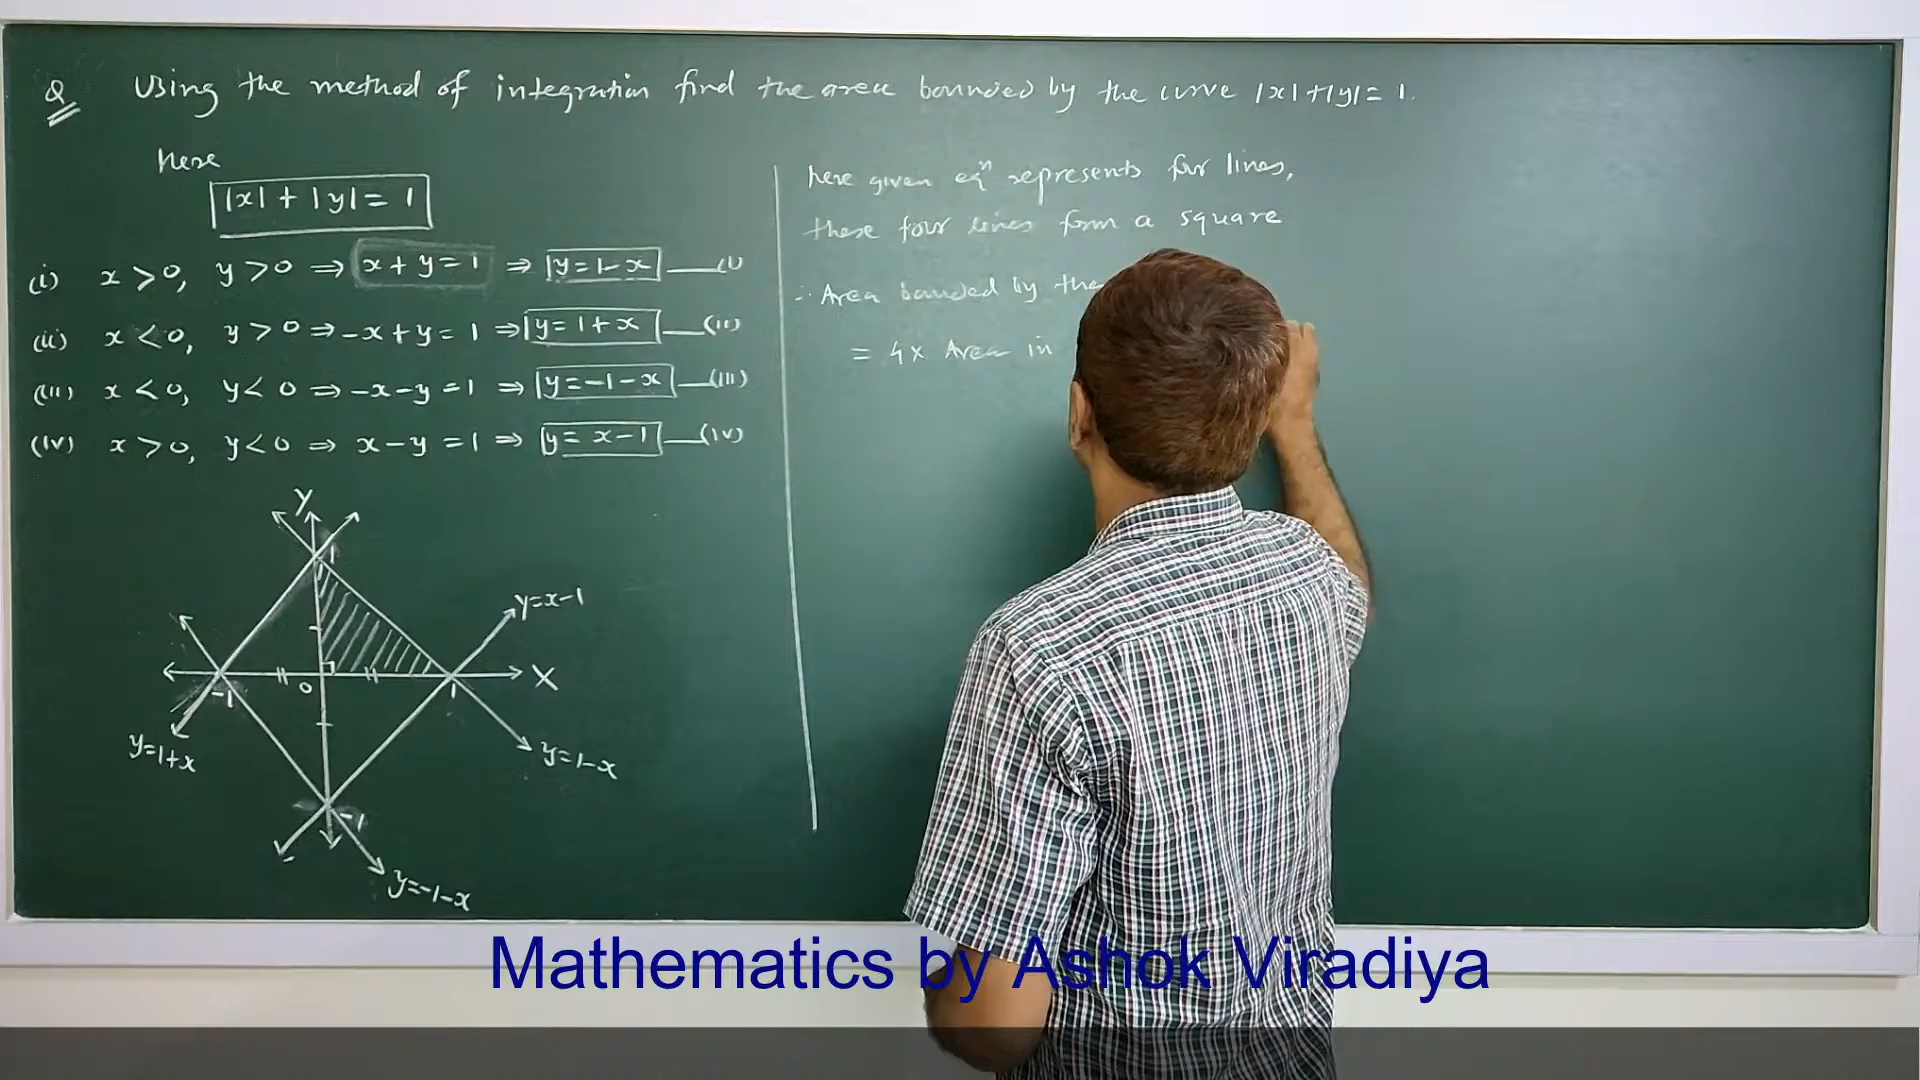 Q Using the method of integration find the area bounded by the curve |x|+|y|= 1.
Here
|x| + |y| = 1
(i) x > 0, y > 0 ⇒ x + y = 1 ⇒ y = 1 - x —(i)
(ii) x < 0, y > 0 ⇒ -x + y = 1 ⇒ y = 1 + x —(ii)
(iii) x < 0, y < 0 ⇒ -x - y = 1 ⇒ y = -1 - x —(iii)
(iv) x > 0, y < 0 ⇒ x - y = 1 ⇒ y = x - 1 —(iv)
Y
1
y=x-1
X
-1
0
1
y=1+x
y=1-x
-1
y=-1-x
here given eqn represents four lines,
these four lines form a square
∴ Area bounded by the
= 4x Area in
Mathematics by Ashok Viradiya